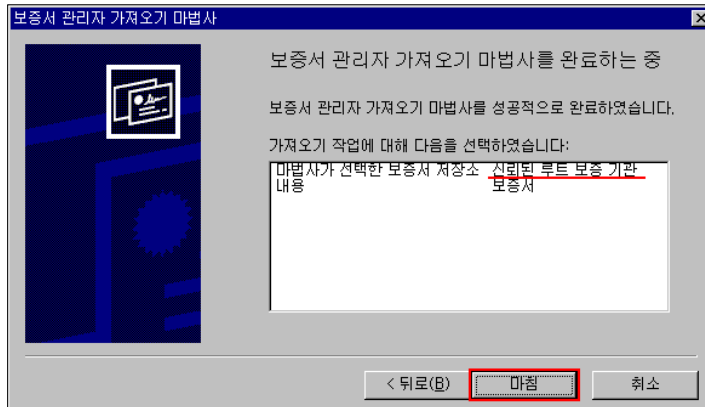 보증서 관리자 가져오기 마법사
보증서 관리자 가져오기 마법사를 완료하는 중
보증서 관리자 가져오기 마법사를 성공적으로 완료하였습니다.
가져오기 작업에 대해 다음을 선택하였습니다:
마법사가 선택한 보증서 저장소 신뢰된 루트 보증 기관
내용 보증서
< 뒤로(B) 마침 취소